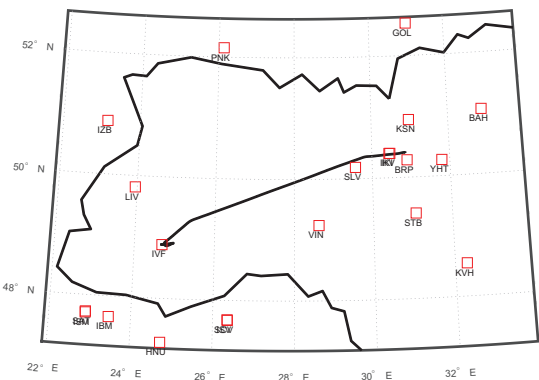 GOL
52° N
PNK
BAH
IZB
KSN
BRP
YHT
50° N
SLV
LIV
STB
VIN
IVF
KVH
48° N
IBM
HNU
22° E
24° E
26° E
28° E
30° E
32° E